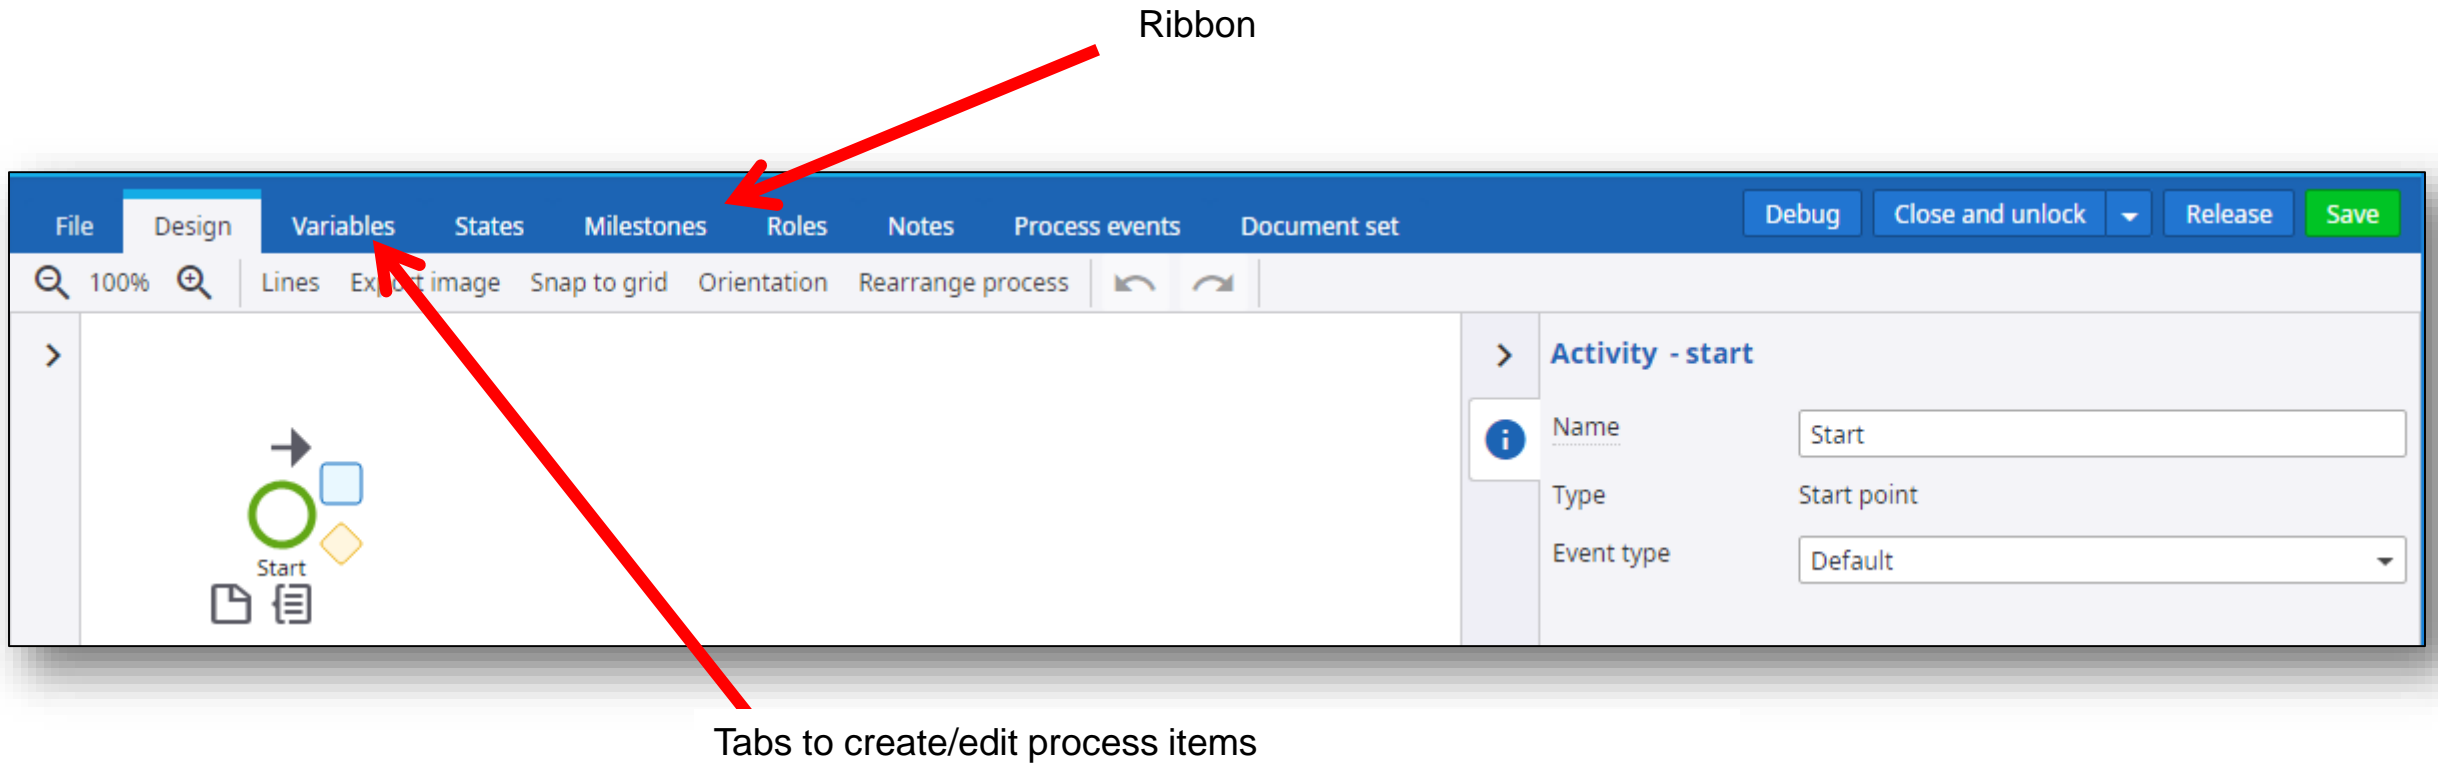 Ribbon
File Design Variables States Milestones Roles Notes Process events Document set Debug Close and unlock Release Save
100% Lines Export image Snap to grid Orientation Rearrange process
Activity - start
Name Start
Type Start point
Event type Default
Start
Tabs to create/edit process items